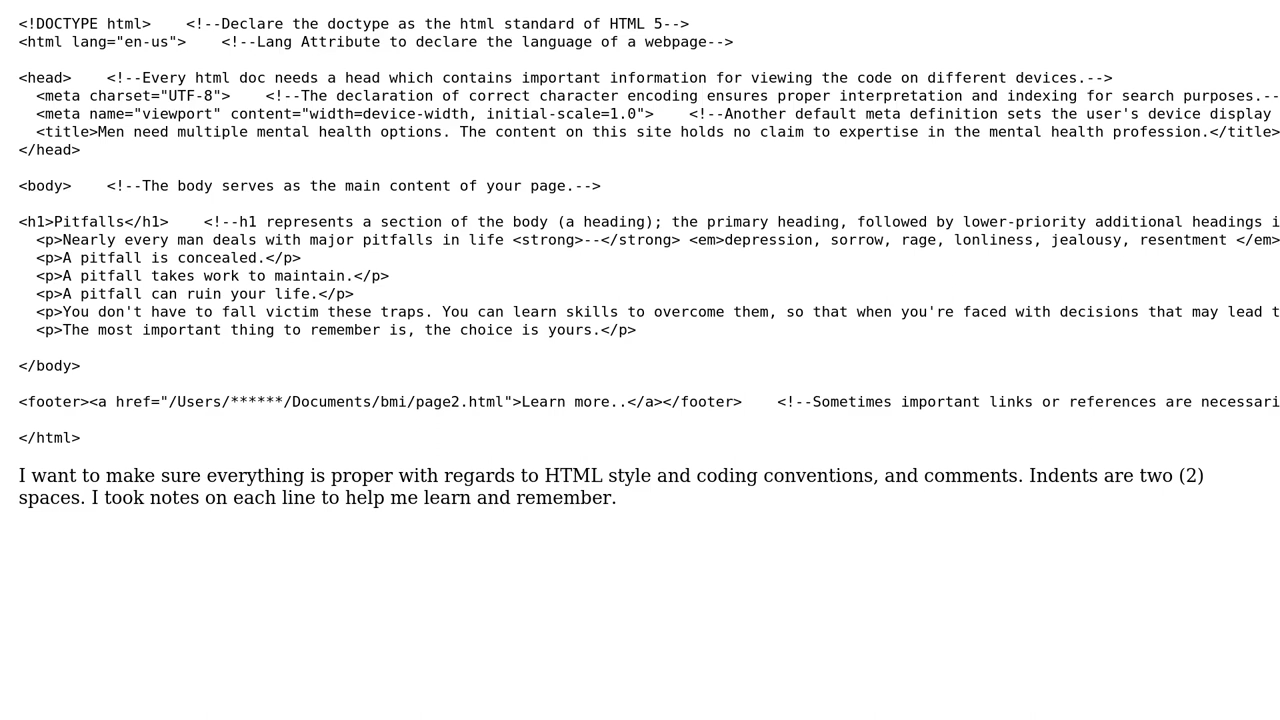 <!DOCTYPE html>    <!--Declare the doctype as the html standard of HTML 5-->
<html lang="en-us">    <!--Lang Attribute to declare the language of a webpage-->
<head>    <!--Every html doc needs a head which contains important information for viewing the code on different devices.-->
  <meta charset="UTF-8">    <!--The declaration of correct character encoding ensures proper interpretation and indexing for search purposes.--
  <meta name="viewport" content="width=device-width, initial-scale=1.0">    <!--Another default meta definition sets the user's device display
  <title>Men need multiple mental health options. The content on this site holds no claim to expertise in the mental health profession.</title>
</head>
<body>    <!--The body serves as the main content of your page.-->
<h1>Pitfalls</h1>    <!--h1 represents a section of the body (a heading); the primary heading, followed by lower-priority additional headings i
  <p>Nearly every man deals with major pitfalls in life <strong>--</strong> <em>depression, sorrow, rage, lonliness, jealousy, resentment </em>
  <p>A pitfall is concealed.</p>
  <p>A pitfall takes work to maintain.</p>
  <p>A pitfall can ruin your life.</p>
  <p>You don't have to fall victim these traps. You can learn skills to overcome them, so that when you're faced with decisions that may lead t
  <p>The most important thing to remember is, the choice is yours.</p>
</body>
<footer><a href="/Users/******/Documents/bmi/page2.html">Learn more..</a></footer>    <!--Sometimes important links or references are necessari
</html>
I want to make sure everything is proper with regards to HTML style and coding conventions, and comments. Indents are two (2)
spaces. I took notes on each line to help me learn and remember.